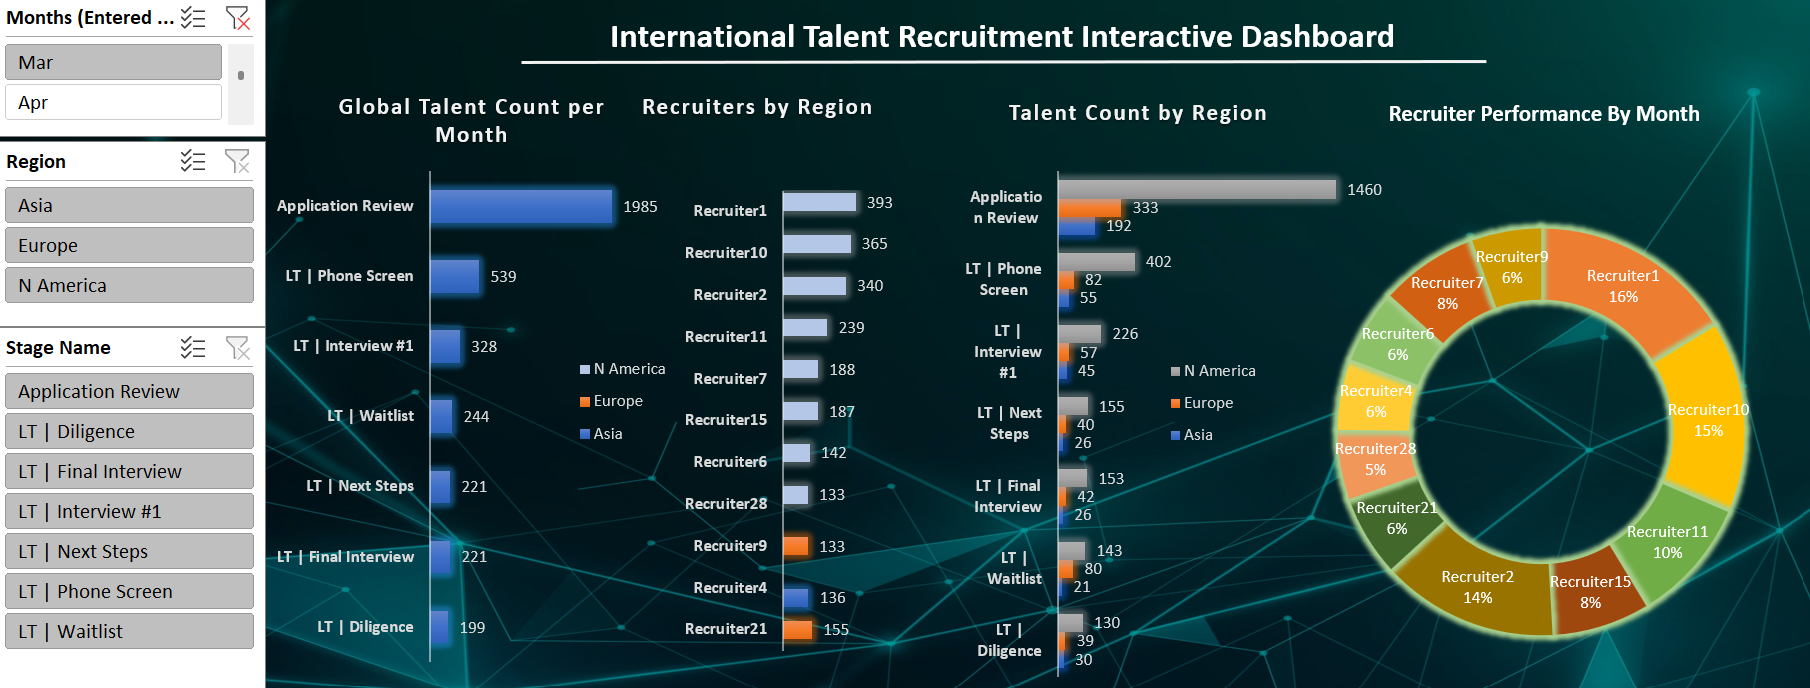 Months (Entered ...
Mar
Apr
Region
Asia
Europe
N America
Stage Name
Application Review
LT | Diligence
LT | Final Interview
LT | Interview #1
LT | Next Steps
LT | Phone Screen
LT | Waitlist
International Talent Recruitment Interactive Dashboard
Global Talent Count per
Month
Application Review 1985
LT | Phone Screen 539
LT | Interview #1 328
LT | Waitlist 244
LT | Next Steps 221
LT | Final Interview 221
LT | Diligence 199
Recruiters by Region
Recruiter1 393
Recruiter10 365
Recruiter2 340
Recruiter11 239
Recruiter7 188
Recruiter15 187
Recruiter6 142
Recruiter28 133
Recruiter9 133
Recruiter4 136
Recruiter21 155
N America
Europe
Asia
Talent Count by Region
Applicatio
n Review
1460
333
192
LT | Phone
Screen
402
82
55
LT |
Interview
#1
226
57
45
LT | Next
Steps
155
40
26
LT | Final
Interview
153
42
26
LT |
Waitlist
143
80
21
LT |
Diligence
130
39
30
N America
Europe
Asia
Recruiter Performance By Month
Recruiter1
16%
Recruiter10
15%
Recruiter11
10%
Recruiter15
8%
Recruiter2
14%
Recruiter21
6%
Recruiter28
5%
Recruiter4
6%
Recruiter6
6%
Recruiter7
8%
Recruiter9
6%